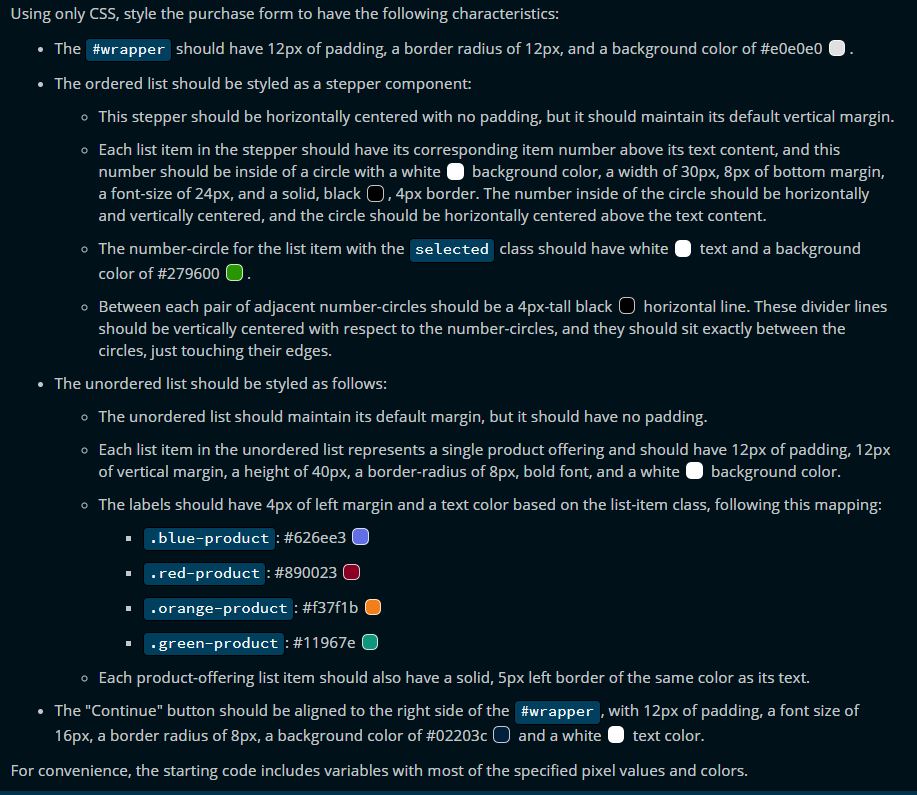 Using only CSS, style the purchase form to have the following characteristics:
The #wrapper should have 12px of padding, a border radius of 12px, and a background color of #e0e0e0 .
The ordered list should be styled as a stepper component:
This stepper should be horizontally centered with no padding, but it should maintain its default vertical margin.
Each list item in the stepper should have its corresponding item number above its text content, and this
number should be inside of a circle with a white background color, a width of 30px, 8px of bottom margin,
a font-size of 24px, and a solid, black , 4px border. The number inside of the circle should be horizontally
and vertically centered, and the circle should be horizontally centered above the text content.
The number-circle for the list item with the selected class should have white text and a background
color of #279600 .
Between each pair of adjacent number-circles should be a 4px-tall black horizontal line. These divider lines
should be vertically centered with respect to the number-circles, and they should sit exactly between the
circles, just touching their edges.
The unordered list should be styled as follows:
The unordered list should maintain its default margin, but it should have no padding.
Each list item in the unordered list represents a single product offering and should have 12px of padding, 12px
of vertical margin, a height of 40px, a border-radius of 8px, bold font, and a white background color.
The labels should have 4px of left margin and a text color based on the list-item class, following this mapping:
.blue-product : #626ee3
.red-product : #890023
.orange-product : #f37f1b
.green-product : #11967e
Each product-offering list item should also have a solid, 5px left border of the same color as its text.
The "Continue" button should be aligned to the right side of the #wrapper , with 12px of padding, a font size of
16px, a border radius of 8px, a background color of #02203c and a white text color.
For convenience, the starting code includes variables with most of the specified pixel values and colors.